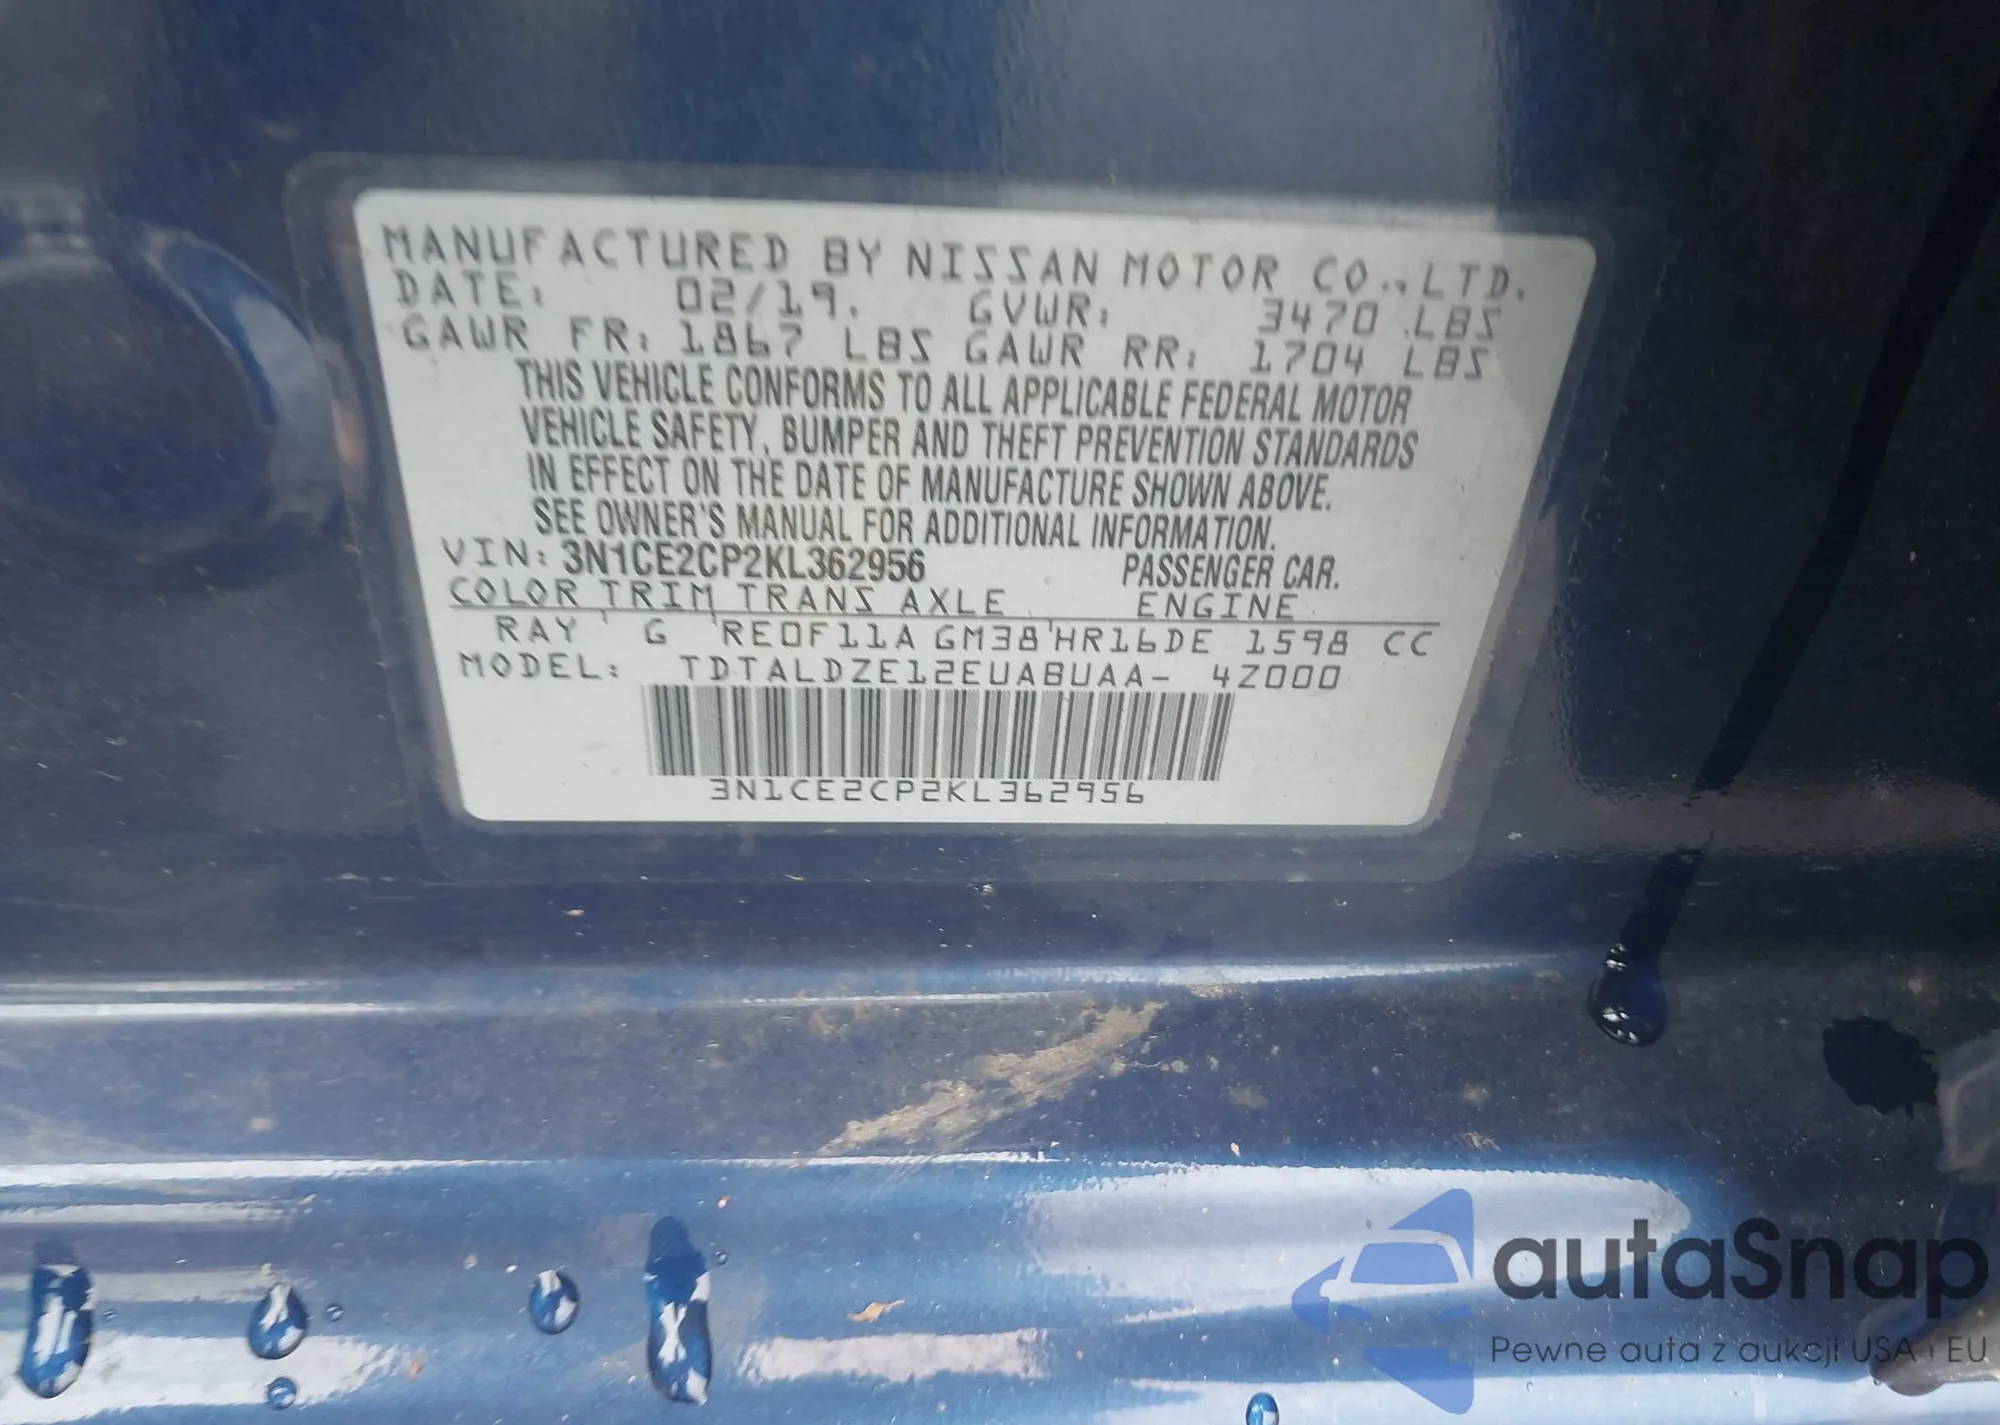 MANUFACTURED BY NISSAN MOTOR CO., LTD.
DATE: 02/19. GVWR: 3470 LBS
GAWR FR: 1867 LBS GAWR RR: 1704 LBS
THIS VEHICLE CONFORMS TO ALL APPLICABLE FEDERAL MOTOR
VEHICLE SAFETY, BUMPER AND THEFT PREVENTION STANDARDS
IN EFFECT ON THE DATE OF MANUFACTURE SHOWN ABOVE.
SEE OWNER'S MANUAL FOR ADDITIONAL INFORMATION.
VIN: 3N1CE2CP2KL362956 PASSENGER CAR.
COLOR TRIM TRANS AXLE ENGINE
RAY G RE0F11A GM38 HR16DE 1598 CC
MODEL: TDTALDZE12EUABUAA- 4Z000
3N1CE2CP2KL362956
autaSnap
Pewne auta z aukcji USA i EU